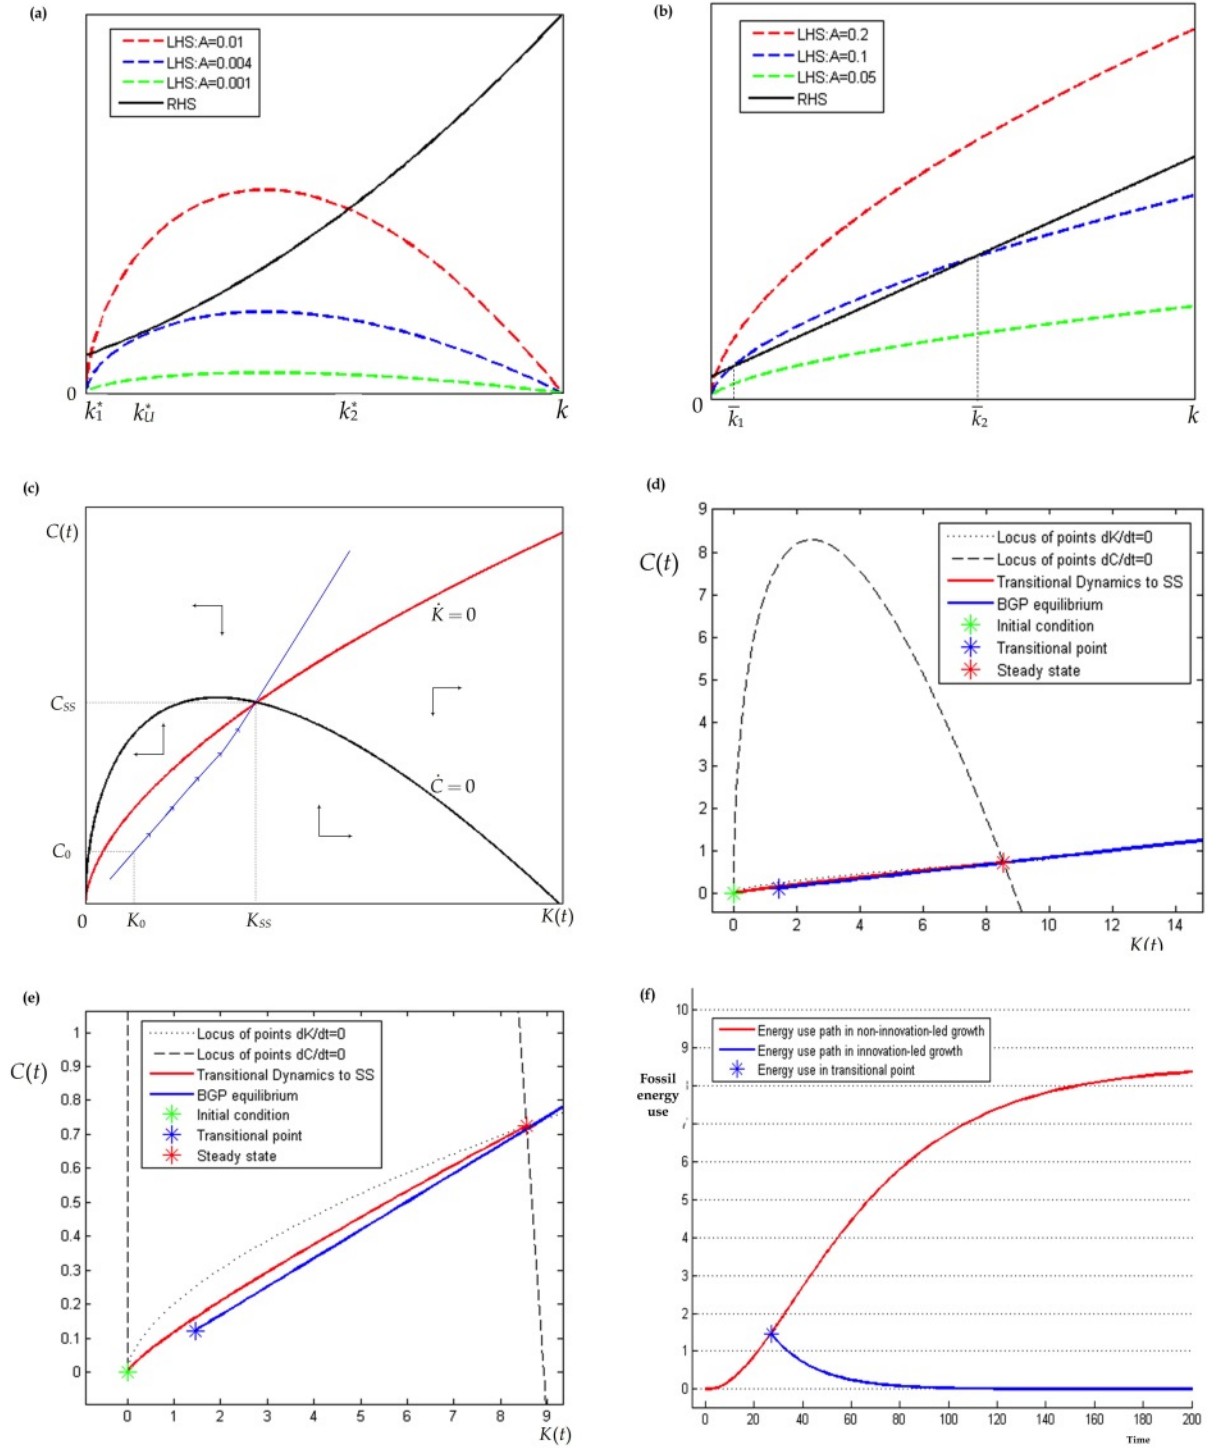 (a)
LHS:A=0.01
LHS:A=0.004
LHS:A=0.001
RHS
0
k₁* k_U* k₂* k
(b)
LHS:A=0.2
LHS:A=0.1
LHS:A=0.05
RHS
0
k̅₁ k̅₂ k
(c)
C(t)
K̇ = 0
C_SS
Ċ = 0
C₀
0 K₀ K_SS K(t)
(d)
C(t)
9
8
7
6
5
4
3
2
1
0
Locus of points dK/dt=0
Locus of points dC/dt=0
Transitional Dynamics to SS
BGP equilibrium
Initial condition
Transitional point
Steady state
0 2 4 6 8 10 12 14
K(t)
(e)
C(t)
1
0.9
0.8
0.7
0.6
0.5
0.4
0.3
0.2
0.1
0
Locus of points dK/dt=0
Locus of points dC/dt=0
Transitional Dynamics to SS
BGP equilibrium
Initial condition
Transitional point
Steady state
0 1 2 3 4 5 6 7 8 9
K(t)
(f)
Fossil
energy
use
10
9
8
7
6
5
4
3
2
1
0
Energy use path in non-innovation-led growth
Energy use path in innovation-led growth
Energy use in transitional point
0 20 40 60 80 100 120 140 160 180 200
Time